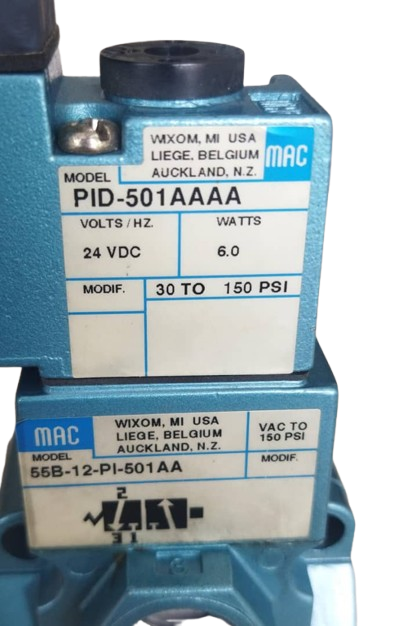 WIXOM, MI USA
LIEGE, BELGIUM
AUCKLAND, N.Z.
MAC
MODEL
PID-501AAAA
VOLTS / HZ.
WATTS
24 VDC
6.0
MODIF.
30 TO 150 PSI
MAC
WIXOM, MI USA
LIEGE, BELGIUM
AUCKLAND, N.Z.
VAC TO
150 PSI
MODEL
MODIF.
55B-12-PI-501AA
2
3 1